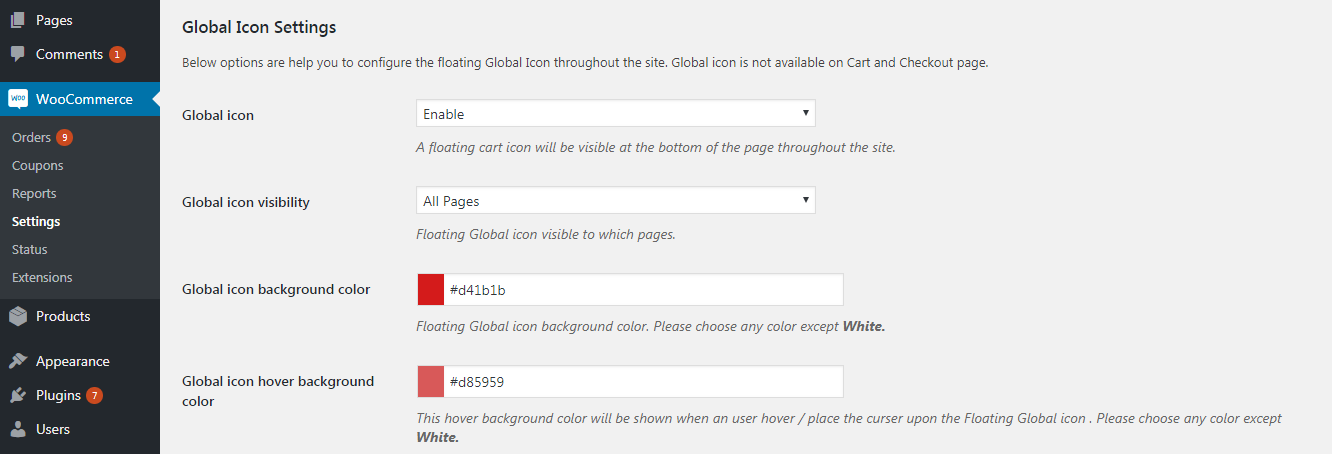 Pages
Comments 1
WOO WooCommerce
Orders 9
Coupons
Reports
Settings
Status
Extensions
Products
Appearance
Plugins 7
Users
Global Icon Settings
Below options are help you to configure the floating Global Icon throughout the site. Global icon is not available on Cart and Checkout page.
Global icon
Enable
A floating cart icon will be visible at the bottom of the page throughout the site.
Global icon visibility
All Pages
Floating Global icon visible to which pages.
Global icon background color
#d41b1b
Floating Global icon background color. Please choose any color except White.
Global icon hover background
color
#d85959
This hover background color will be shown when an user hover / place the curser upon the Floating Global icon . Please choose any color except
White.